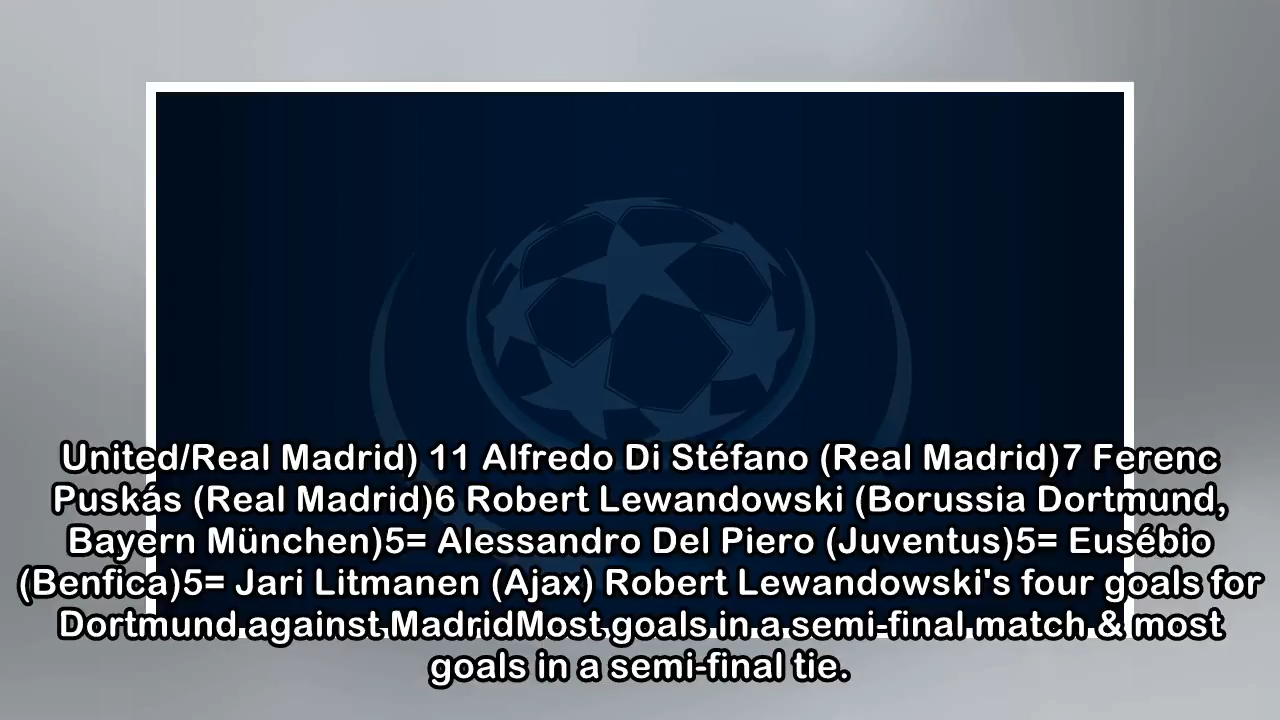 United/Real Madrid) 11 Alfredo Di Stéfano (Real Madrid)7 Ferenc
Puskás (Real Madrid)6 Robert Lewandowski (Borussia Dortmund,
Bayern München)5= Alessandro Del Piero (Juventus)5= Eusébio
(Benfica)5= Jari Litmanen (Ajax) Robert Lewandowski's four goals for
Dortmund against MadridMost goals in a semi-final match & most
goals in a semi-final tie.